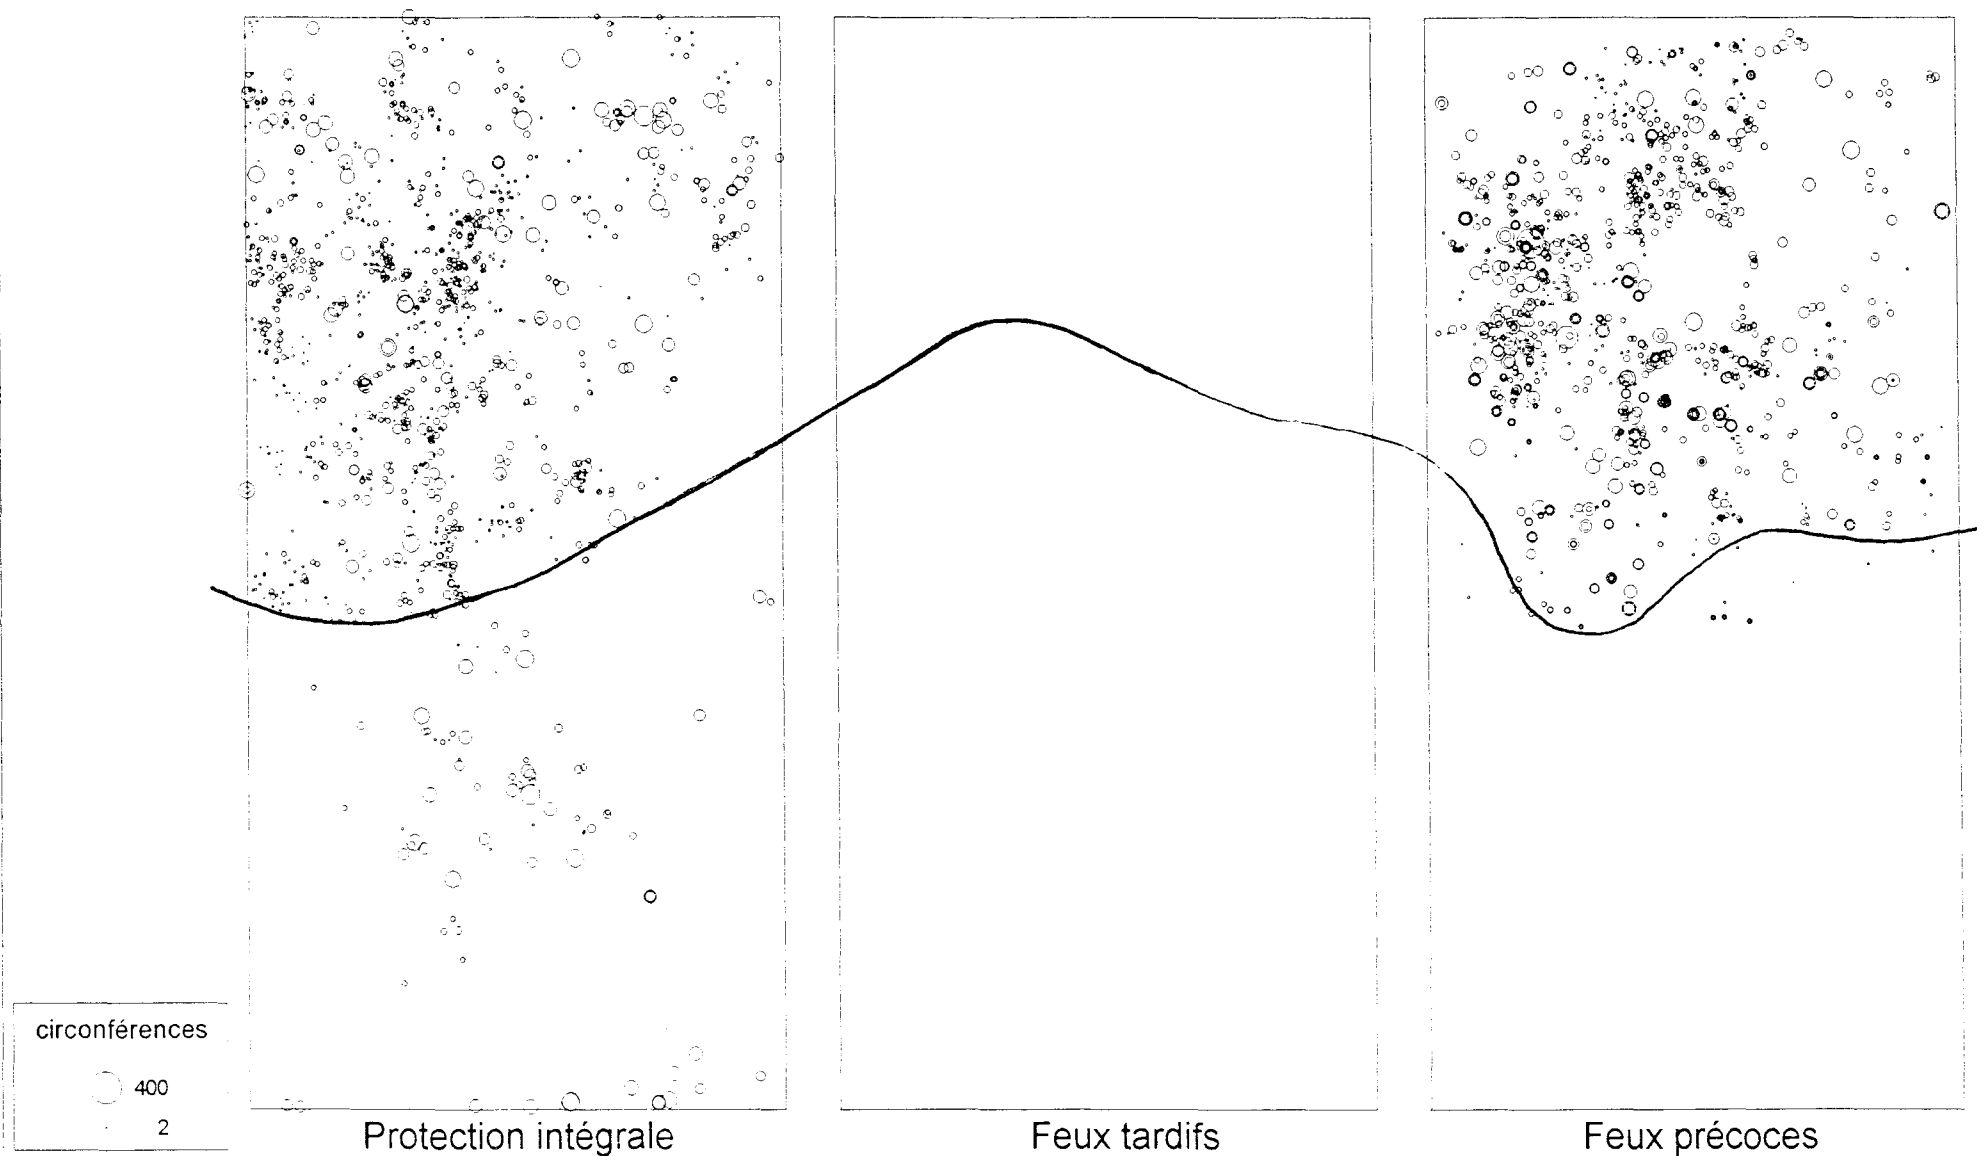 circonférences
400
2
Protection intégrale
Feux tardifs
Feux précoces